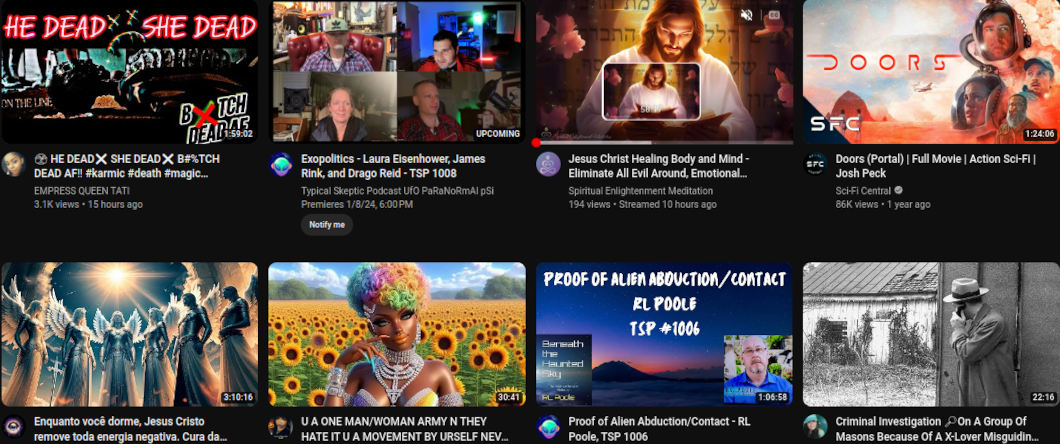 HE DEAD SHE DEAD
ON THE LINE
B TCH
DEAD AF
1:59:02
HE DEAD❌ SHE DEAD❌ B#%TCH
DEAD AF!! #karmic #death #magic...
EMPRESS QUEEN TATI
3.1K views • 15 hours ago
UPCOMING
Exopolitics - Laura Eisenhower, James
Rink, and Drago Reid - TSP 1008
Typical Skeptic Podcast UfO PaRaNoRmAl pSi
Premieres 1/8/24, 6:00 PM
Notify me
Jesus Christ Healing Body and Mind -
Eliminate All Evil Around, Emotional...
Spiritual Enlightenment Meditation
194 views • Streamed 10 hours ago
DOORS
SFC
1:24:06
SFC
Doors (Portal) | Full Movie | Action Sci-Fi |
Josh Peck
Sci-Fi Central
86K views • 1 year ago
3:10:16
Enquanto você dorme, Jesus Cristo
remove toda energia negativa. Cura da...
30:41
U A ONE MAN/WOMAN ARMY N THEY
HATE IT U A MOVEMENT BY URSELF NEV...
PROOF OF ALIEN ABDUCTION/CONTACT
RL POOLE
TSP #1006
Beneath
the
Haunted
Sky
RL Poole
1:06:58
Proof of Alien Abduction/Contact - RL
Poole, TSP 1006
22:16
Criminal Investigation 🔎On A Group Of
Masons Because Of A X-Lover Misguidin...